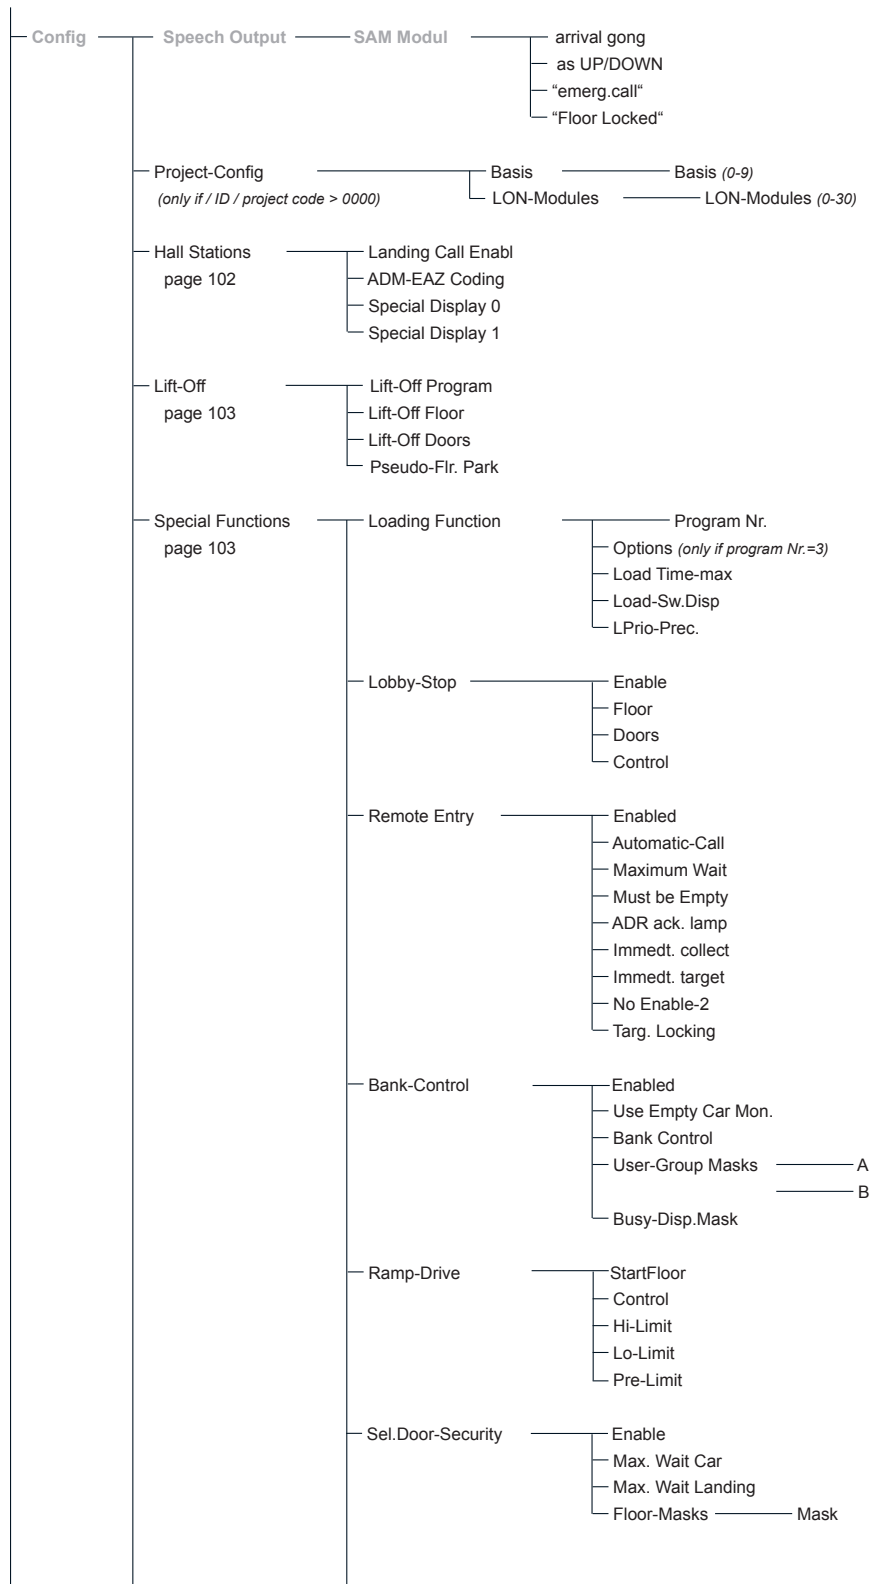 Config Speech Output SAM Modul arrival gong
as UP/DOWN
“emerg.call“
“Floor Locked“
Project-Config Basis Basis (0-9)
(only if / ID / project code > 0000) LON-Modules LON-Modules (0-30)
Hall Stations Landing Call Enabl
page 102 ADM-EAZ Coding
Special Display 0
Special Display 1
Lift-Off Lift-Off Program
page 103 Lift-Off Floor
Lift-Off Doors
Pseudo-Flr. Park
Special Functions Loading Function Program Nr.
page 103 Options (only if program Nr.=3)
Load Time-max
Load-Sw.Disp
LPrio-Prec.
Lobby-Stop Enable
Floor
Doors
Control
Remote Entry Enabled
Automatic-Call
Maximum Wait
Must be Empty
ADR ack. lamp
Immedt. collect
Immedt. target
No Enable-2
Targ. Locking
Bank-Control Enabled
Use Empty Car Mon.
Bank Control
User-Group Masks A
B
Busy-Disp.Mask
Ramp-Drive StartFloor
Control
Hi-Limit
Lo-Limit
Pre-Limit
Sel.Door-Security Enable
Max. Wait Car
Max. Wait Landing
Floor-Masks Mask